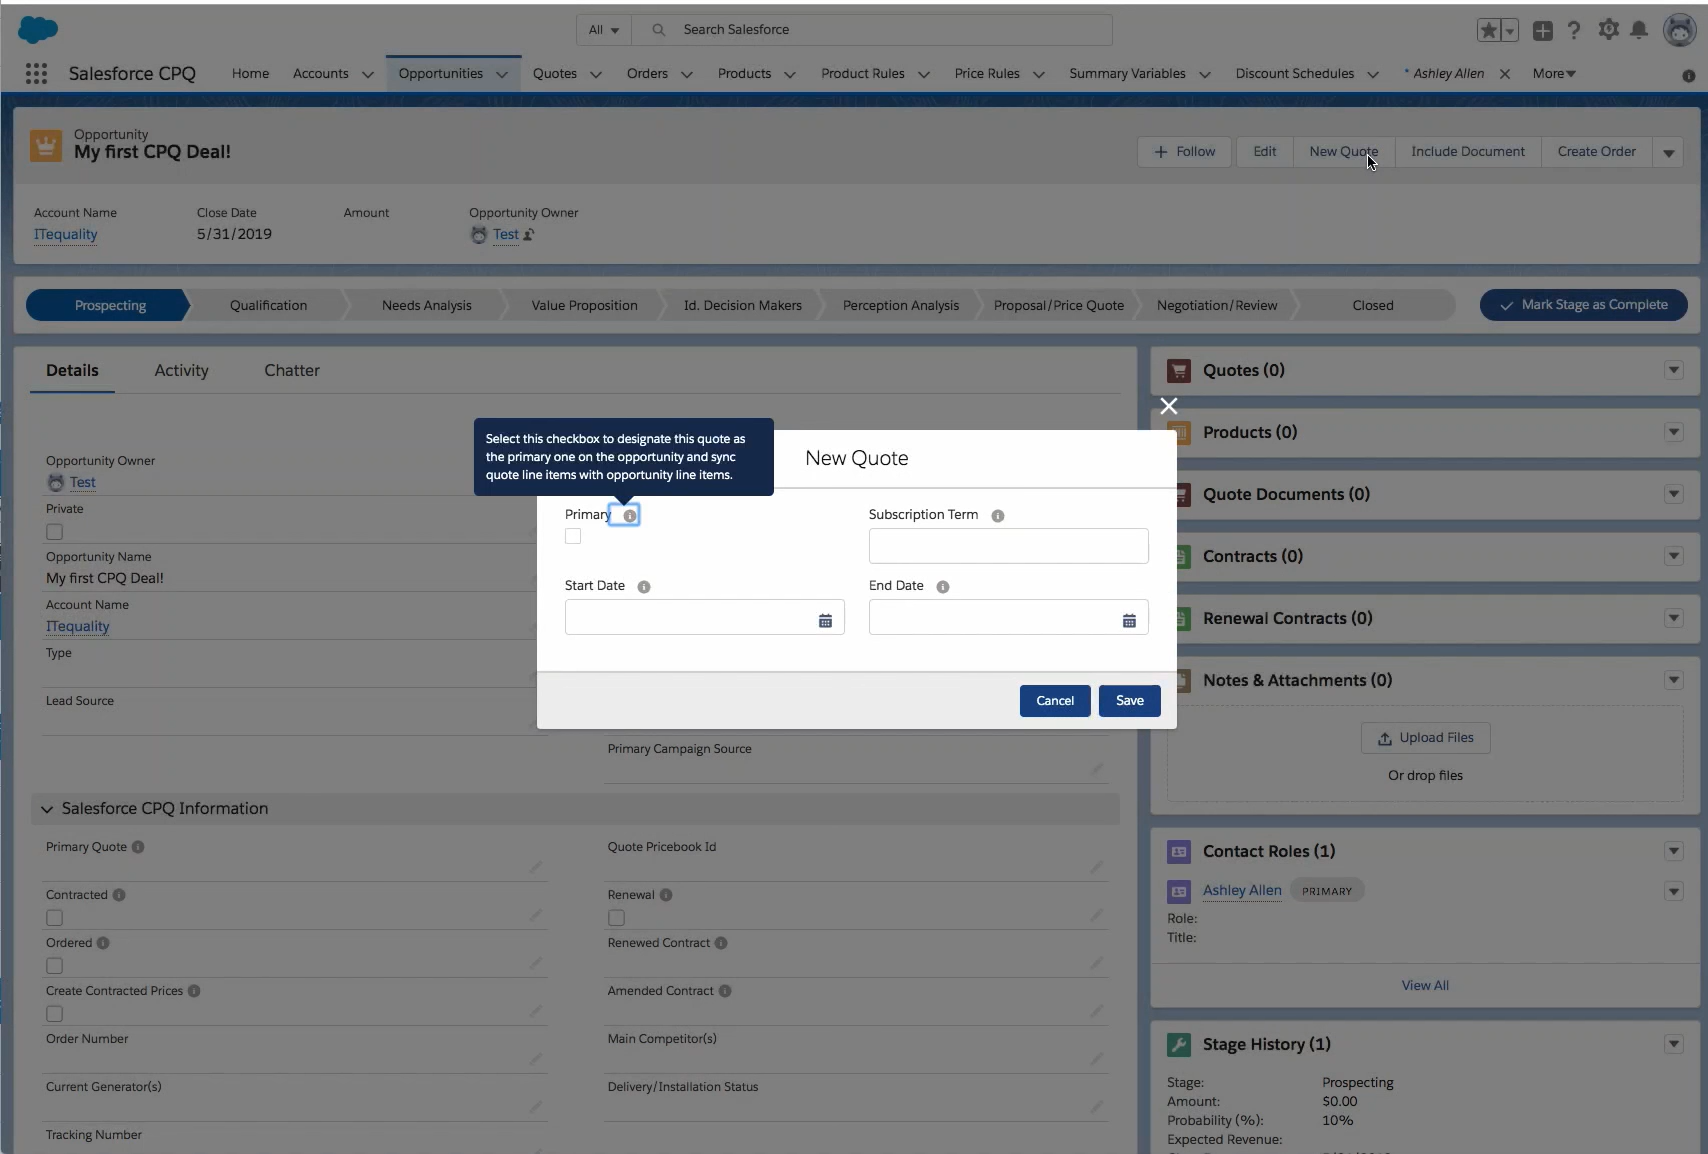 All
Search Salesforce
Salesforce CPQ
Home
Accounts
Opportunities
Quotes
Orders
Products
Product Rules
Price Rules
Summary Variables
Discount Schedules
* Ashley Allen
More
Opportunity
My first CPQ Deal!
Follow
Edit
New Quote
Include Document
Create Order
Account Name
Close Date
Amount
Opportunity Owner
ITequality
5/31/2019
Test
Prospecting
Qualification
Needs Analysis
Value Proposition
Id. Decision Makers
Perception Analysis
Proposal/Price Quote
Negotiation/Review
Closed
Mark Stage as Complete
Details
Activity
Chatter
Opportunity Owner
Test
Private
Opportunity Name
My first CPQ Deal!
Account Name
ITequality
Type
Lead Source
Primary Campaign Source
Select this checkbox to designate this quote as
the primary one on the opportunity and sync
quote line items with opportunity line items.
New Quote
Primary
Subscription Term
Start Date
End Date
Cancel
Save
Salesforce CPQ Information
Primary Quote
Quote Pricebook Id
Contracted
Renewal
Ordered
Renewed Contract
Create Contracted Prices
Amended Contract
Order Number
Main Competitor(s)
Current Generator(s)
Delivery/Installation Status
Tracking Number
Quotes (0)
Products (0)
Quote Documents (0)
Contracts (0)
Renewal Contracts (0)
Notes & Attachments (0)
Upload Files
Or drop files
Contact Roles (1)
Ashley Allen
PRIMARY
Role:
Title:
View All
Stage History (1)
Stage:
Prospecting
Amount:
$0.00
Probability (%):
10%
Expected Revenue: